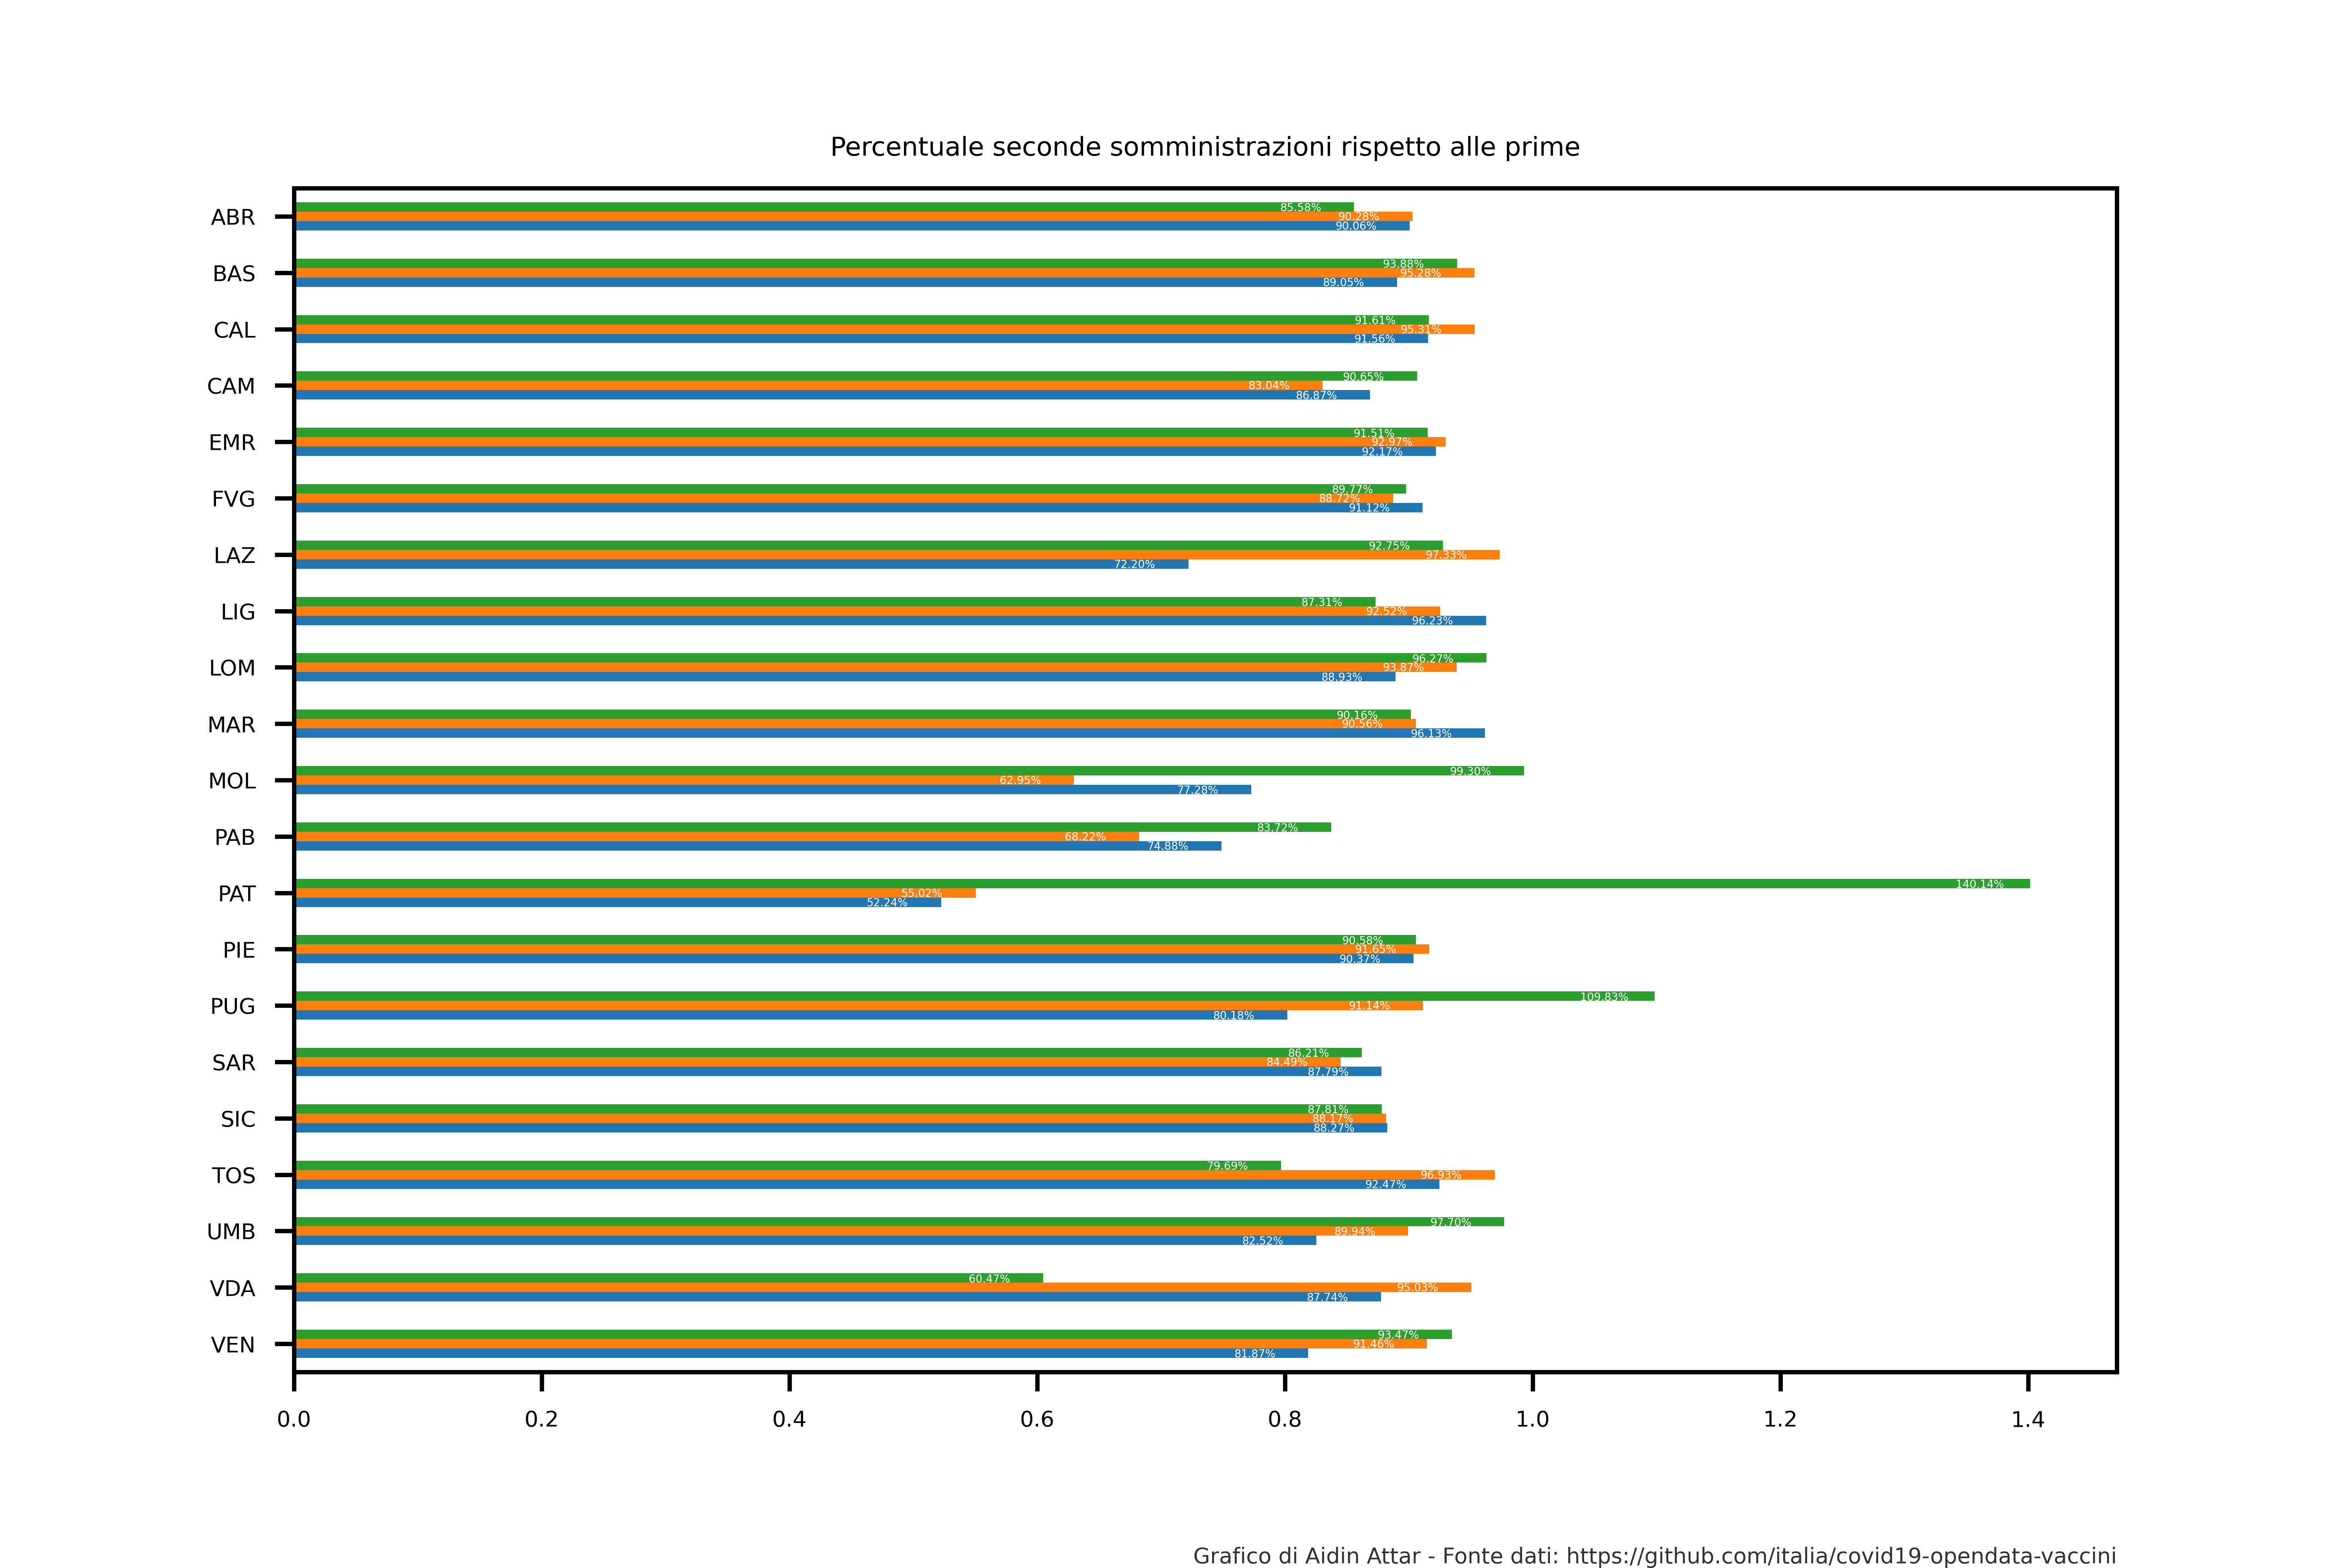 Percentuale seconde somministrazioni rispetto alle prime
ABR
85.58%
90.28%
90.06%
BAS
93.88%
95.28%
89.05%
CAL
91.61%
95.31%
91.56%
CAM
90.65%
83.04%
86.87%
EMR
91.51%
92.97%
92.17%
FVG
89.77%
88.72%
91.12%
LAZ
92.75%
97.33%
72.20%
LIG
87.31%
92.52%
96.23%
LOM
96.27%
93.87%
88.93%
MAR
90.16%
90.56%
96.13%
MOL
99.30%
62.95%
77.28%
PAB
83.72%
68.22%
74.88%
PAT
140.14%
55.02%
52.24%
PIE
90.58%
91.65%
90.37%
PUG
109.83%
91.14%
80.18%
SAR
86.21%
84.49%
87.79%
SIC
87.81%
88.17%
88.27%
TOS
79.69%
96.93%
92.47%
UMB
97.70%
89.94%
82.52%
VDA
60.47%
95.03%
87.74%
VEN
93.47%
91.46%
81.87%
0.0 0.2 0.4 0.6 0.8 1.0 1.2 1.4
Grafico di Aidin Attar - Fonte dati: https://github.com/italia/covid19-opendata-vaccini